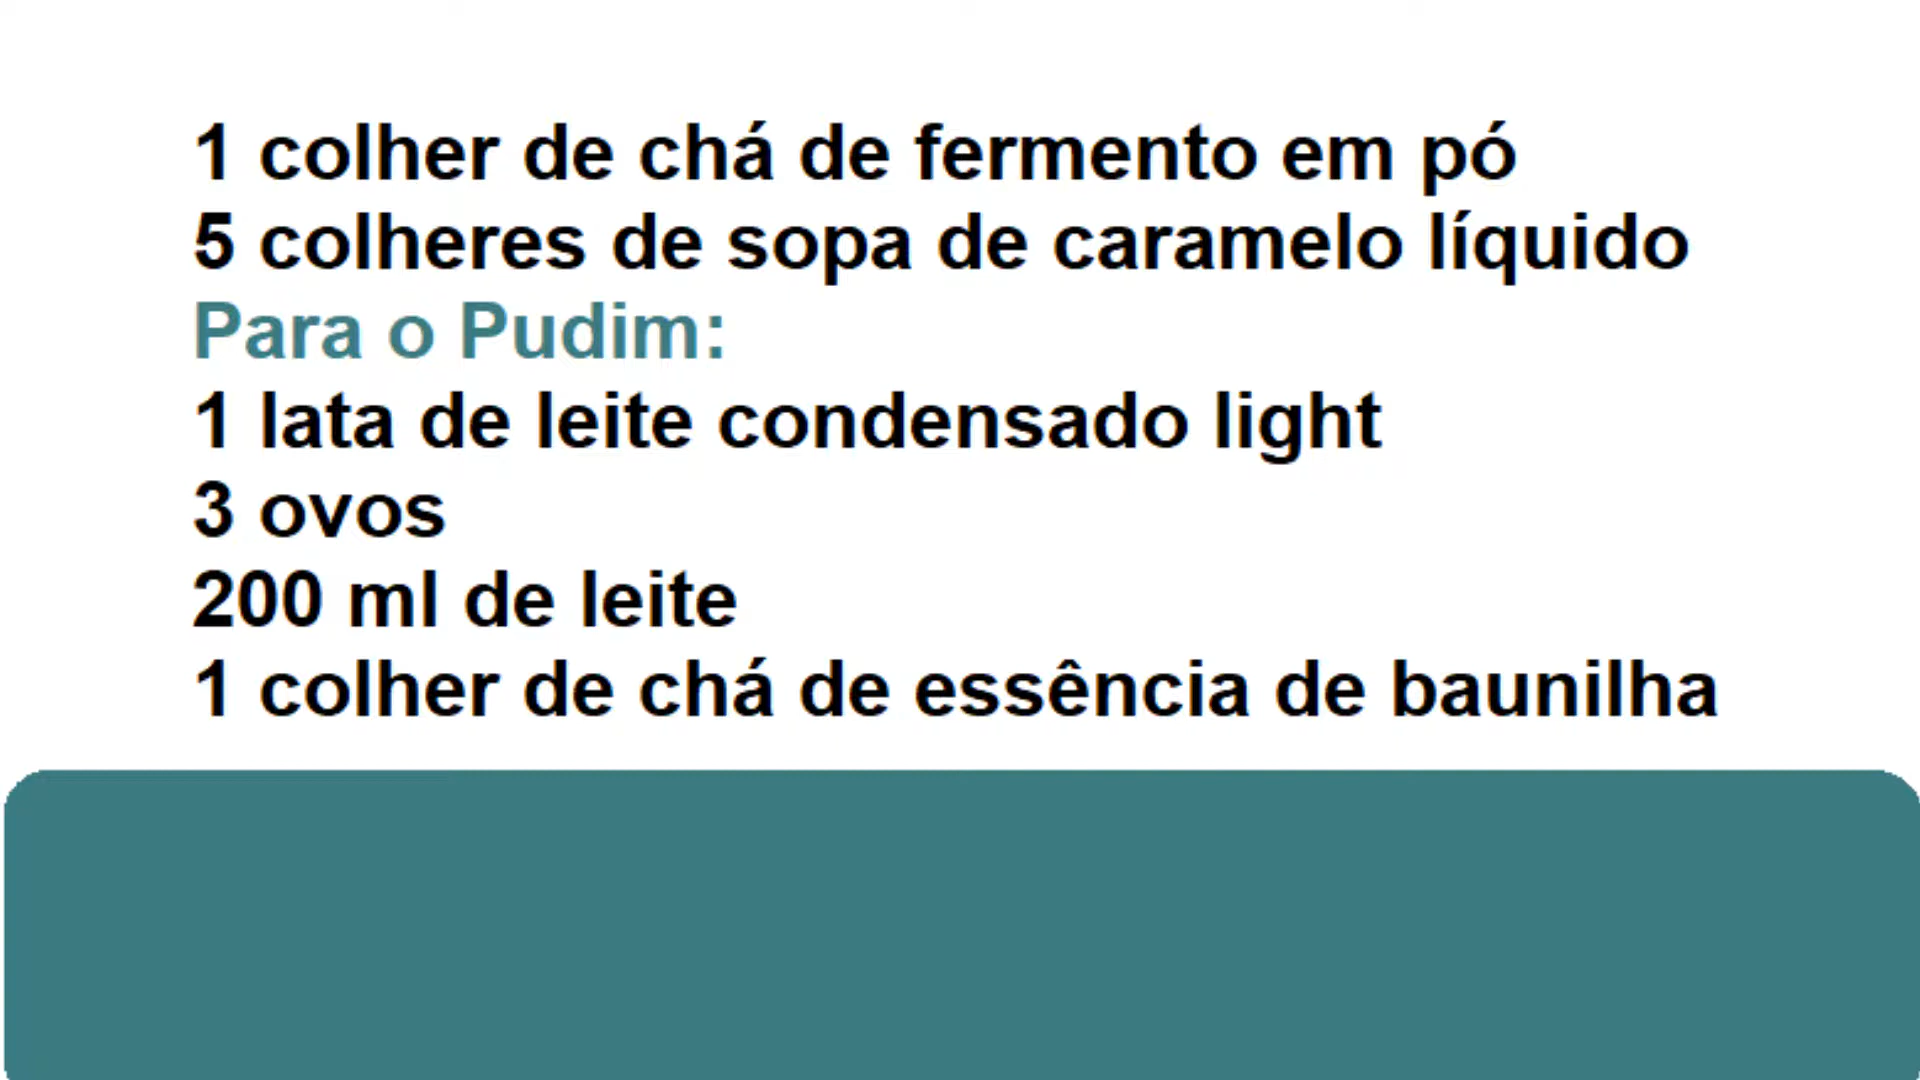 1 colher de chá de fermento em pó
5 colheres de sopa de caramelo líquido
Para o Pudim:
1 lata de leite condensado light
3 ovos
200 ml de leite
1 colher de chá de essência de baunilha